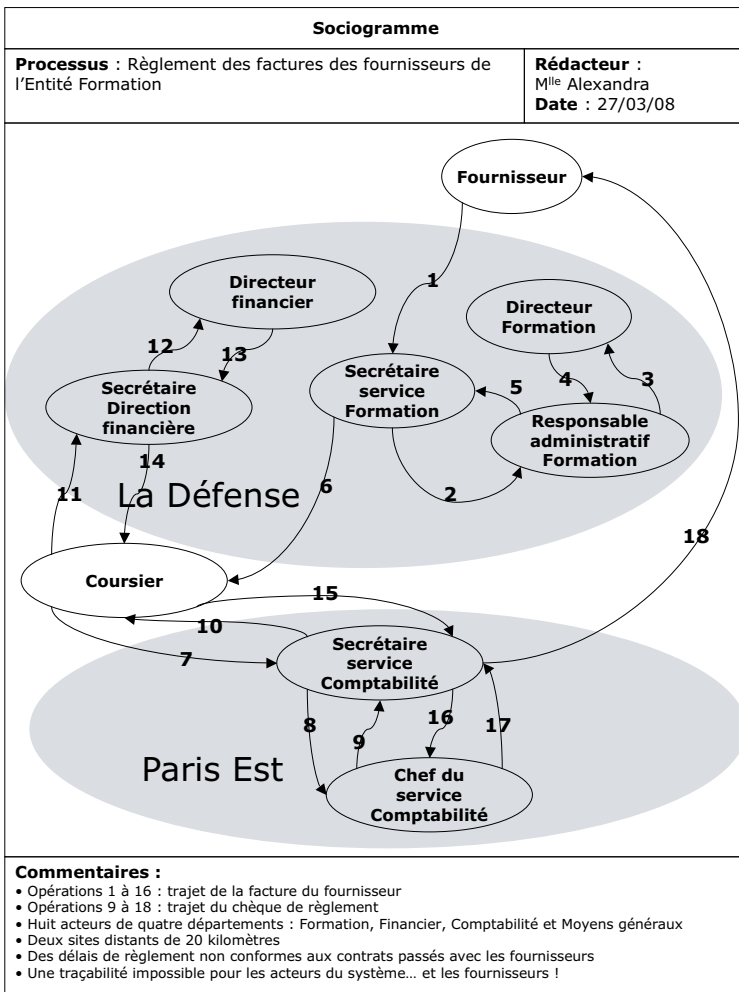 Sociogramme
Processus : Règlement des factures des fournisseurs de
l’Entité Formation
Rédacteur :
Mlle Alexandra
Date : 27/03/08
Fournisseur
1
Directeur
financier
Directeur
Formation
12
13
Secrétaire
service
Formation
5
4
3
Secrétaire
Direction
financière
Responsable
administratif
Formation
14
11
La Défense
6
2
18
Coursier
15
10
7
Secrétaire
service
Comptabilité
8
9
16
17
Paris Est
Chef du
service
Comptabilité
Commentaires :
• Opérations 1 à 16 : trajet de la facture du fournisseur
• Opérations 9 à 18 : trajet du chèque de règlement
• Huit acteurs de quatre départements : Formation, Financier, Comptabilité et Moyens généraux
• Deux sites distants de 20 kilomètres
• Des délais de règlement non conformes aux contrats passés avec les fournisseurs
• Une traçabilité impossible pour les acteurs du système… et les fournisseurs !